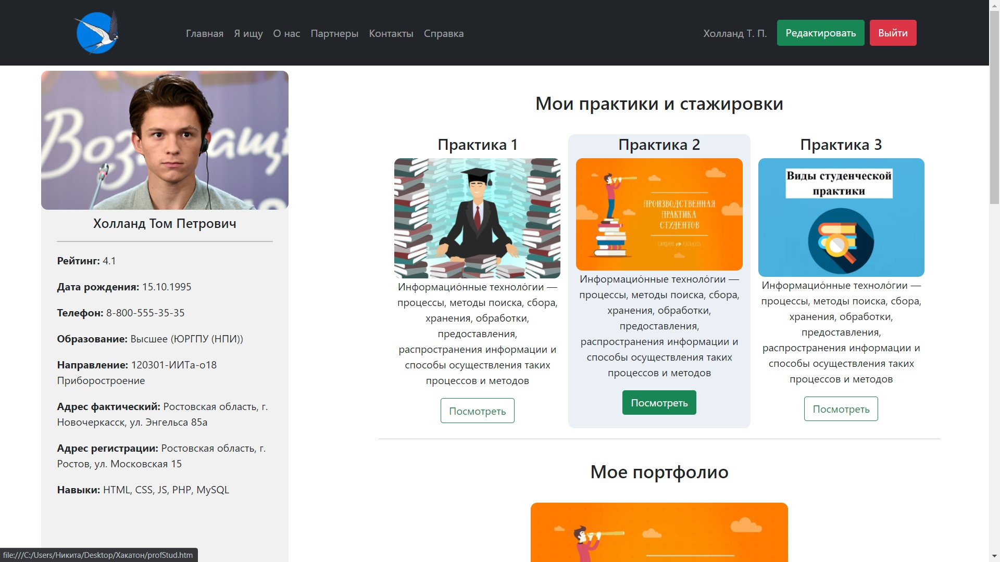 Главная Я ищу О нас Партнеры Контакты Справка
Холланд Т. П. Редактировать Выйти
Возвращ
Холланд Том Петрович
Рейтинг: 4.1
Дата рождения: 15.10.1995
Телефон: 8-800-555-35-35
Образование: Высшее (ЮРГПУ (НПИ))
Направление: 120301-ИИТа-о18
Приборостроение
Адрес фактический: Ростовская область, г.
Новочеркасск, ул. Энгельса 85а
Адрес регистрации: Ростовская область, г.
Ростов, ул. Московская 15
Навыки: HTML, CSS, JS, PHP, MySQL
Мои практики и стажировки
Практика 1
Информацио́нные техноло́гии —
процессы, методы поиска, сбора,
хранения, обработки,
предоставления,
распространения информации и
способы осуществления таких
процессов и методов
Посмотреть
Практика 2
ПРОИЗВОДСТВЕННАЯ
ПРАКТИКА
СТУДЕНТОВ
Информацио́нные техноло́гии —
процессы, методы поиска, сбора,
хранения, обработки,
предоставления,
распространения информации и
способы осуществления таких
процессов и методов
Посмотреть
Практика 3
Виды студенческой
практики
Информацио́нные техноло́гии —
процессы, методы поиска, сбора,
хранения, обработки,
предоставления,
распространения информации и
способы осуществления таких
процессов и методов
Посмотреть
Мое портфолио
file:///C:/Users/Никита/Desktop/Хакатон/profStud.htm